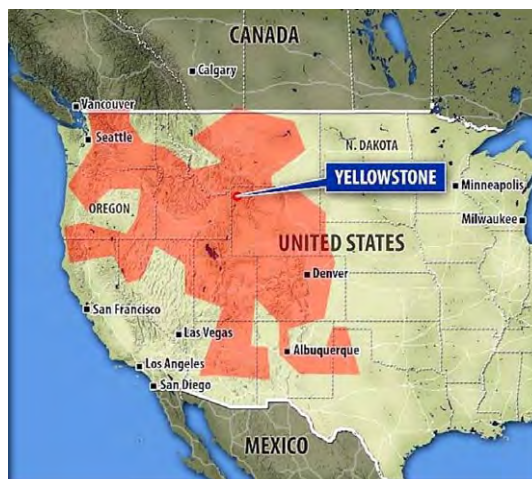 CANADA
Calgary
Vancouver
Seattle
N. DAKOTA
YELLOWSTONE
Minneapolis
OREGON
Milwaukee
UNITED STATES
Denver
San Francisco
Las Vegas
Albuquerque
Los Angeles
San Diego
MEXICO